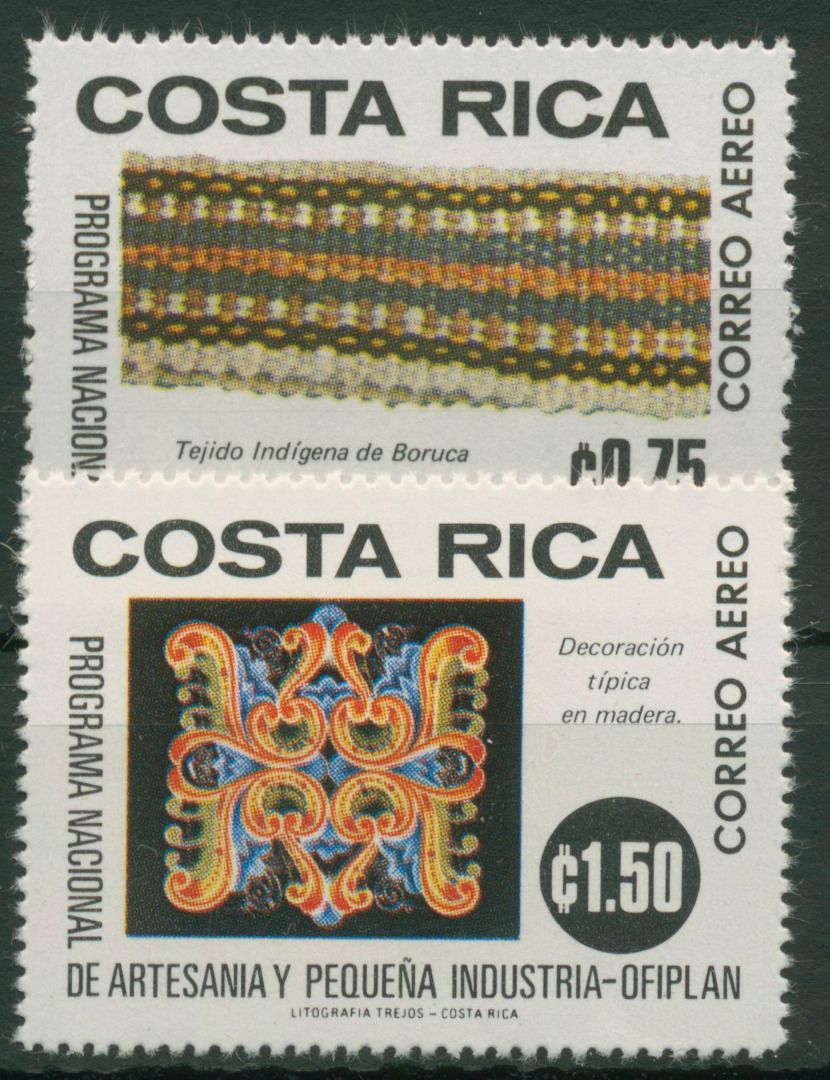 COSTA RICA
CORREO AEREO
PROGRAMA NACION
Tejido Indígena de Boruca
₡0.75
COSTA RICA
Decoración
típica
en madera.
CORREO AEREO
₡1.50
PROGRAMA NACIONAL
DE ARTESANIA Y PEQUEÑA INDUSTRIA-OFIPLAN
LITOGRAFIA TREJOS - COSTA RICA